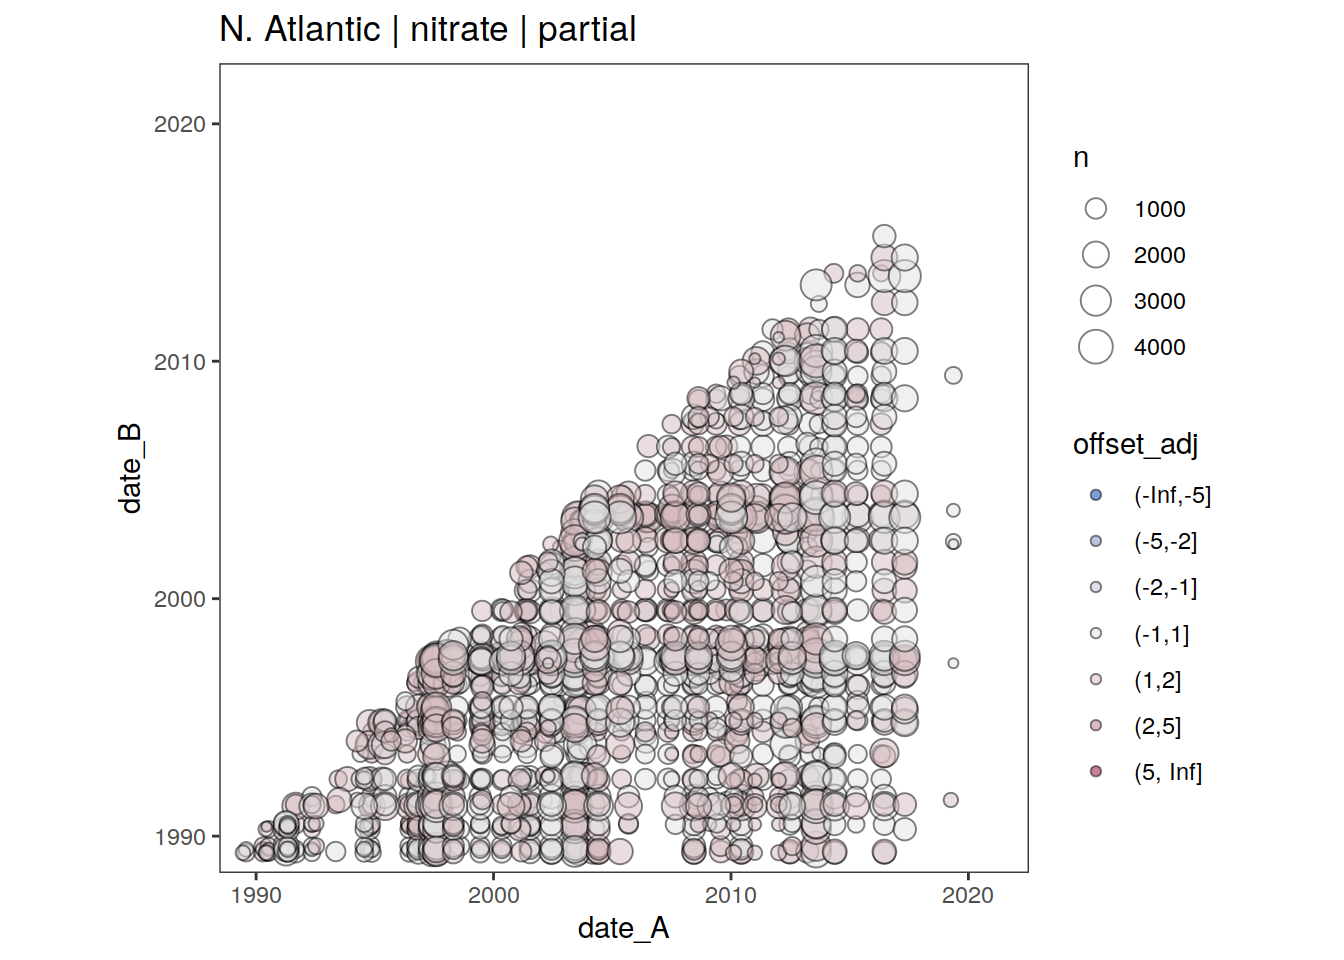 N. Atlantic | nitrate | partial
2020
2010
2000
1990
date_B
1990
2000
2010
2020
date_A
n
1000
2000
3000
4000
offset_adj
(-Inf,-5]
(-5,-2]
(-2,-1]
(-1,1]
(1,2]
(2,5]
(5, Inf]